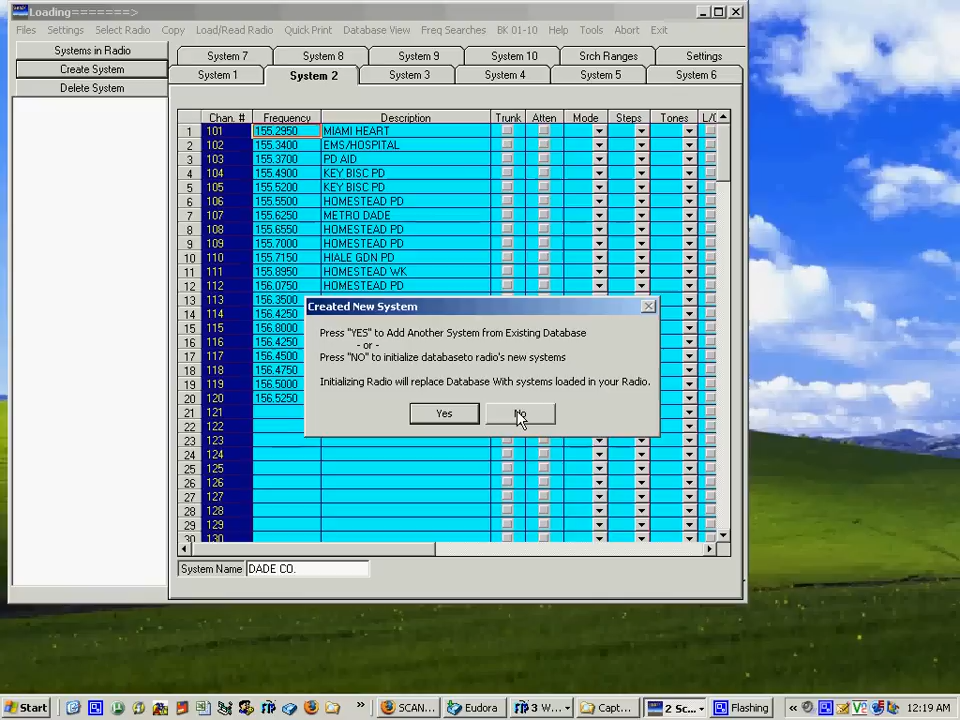 Loading=======>
Files Settings Select Radio Copy Load/Read Radio Quick Print Database View Freq Searches BK 01-10 Help Tools Abort Exit
Systems in Radio
Create System
Delete System
System 7 System 8 System 9 System 10 Srch Ranges Settings
System 1 System 2 System 3 System 4 System 5 System 6
Chan. # Frequency Description Trunk Atten Mode Steps Tones L/O
1 101 155.2950 MIAMI HEART
2 102 155.3400 EMS/HOSPITAL
3 103 155.3700 PD AID
4 104 155.4900 KEY BISC PD
5 105 155.5200 KEY BISC PD
6 106 155.5500 HOMESTEAD PD
7 107 155.6250 METRO DADE
8 108 155.6550 HOMESTEAD PD
9 109 155.7000 HOMESTEAD PD
10 110 155.7150 HIALE GDN PD
11 111 155.8950 HOMESTEAD WK
12 112 156.0750 HOMESTEAD PD
13 113 156.3500
14 114 156.4250
15 115 156.8000
16 116 156.4250
17 117 156.4500
18 118 156.4750
19 119 156.5000
20 120 156.5250
21 121
22 122
23 123
24 124
25 125
26 126
27 127
28 128
29 129
30 130
Created New System
Press "YES" to Add Another System from Existing Database
- or -
Press "NO" to initialize databaseto radio's new systems
Initializing Radio will replace Database With systems loaded in your Radio.
Yes No
System Name DADE CO.
Start SCAN... Eudora 3 W... Capt... 2 Sc... Flashing 12:19 AM